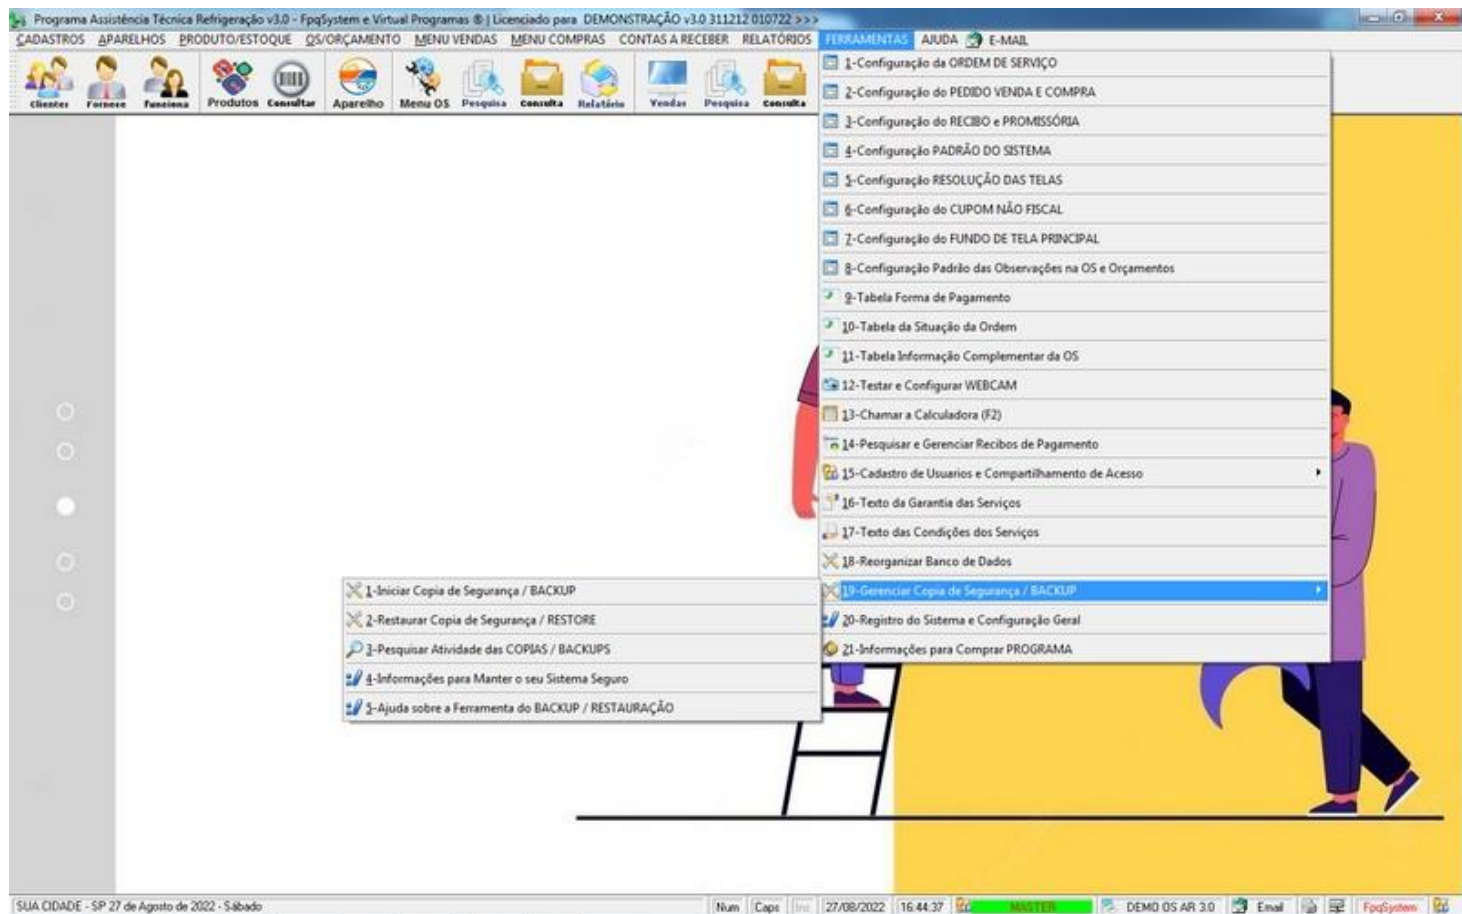 Programa Assistência Técnica Refrigeração v3.0 - FpqSystem e Virtual Programas ® | Licenciado para DEMONSTRAÇÃO v3.0 311212 010722 >>>
CADASTROS APARELHOS PRODUTO/ESTOQUE OS/ORÇAMENTO MENU VENDAS MENU COMPRAS CONTAS A RECEBER RELATÓRIOS FERRAMENTAS AJUDA E-MAIL
Clientes Fornece Funciona Produtos Consultar Aparelho Menu OS Pesquisa Consulta Relatório Vendas Pesquisa Consulta
1-Configuração da ORDEM DE SERVIÇO
2-Configuração do PEDIDO VENDA E COMPRA
3-Configuração do RECIBO e PROMISSÓRIA
4-Configuração PADRÃO DO SISTEMA
5-Configuração RESOLUÇÃO DAS TELAS
6-Configuração do CUPOM NÃO FISCAL
7-Configuração do FUNDO DE TELA PRINCIPAL
8-Configuração Padrão das Observações na OS e Orçamentos
9-Tabela Forma de Pagamento
10-Tabela da Situação da Ordem
11-Tabela Informação Complementar da OS
12-Testar e Configurar WEBCAM
13-Chamar a Calculadora (F2)
14-Pesquisar e Gerenciar Recibos de Pagamento
15-Cadastro de Usuarios e Compartilhamento de Acesso
16-Texto da Garantia das Serviços
17-Texto das Condições dos Serviços
18-Reorganizar Banco de Dados
19-Gerenciar Copia de Segurança / BACKUP
20-Registro do Sistema e Configuração Geral
21-Informações para Comprar PROGRAMA
1-Iniciar Copia de Segurança / BACKUP
2-Restaurar Copia de Segurança / RESTORE
3-Pesquisar Atividade das COPIAS / BACKUPS
4-Informações para Manter o seu Sistema Seguro
5-Ajuda sobre a Ferramenta do BACKUP / RESTAURAÇÃO
SUA CIDADE - SP 27 de Agosto de 2022 - Sábado Num Caps Ins 27/08/2022 16:44:37 MASTER DEMO OS AR 3.0 Email FpqSystem